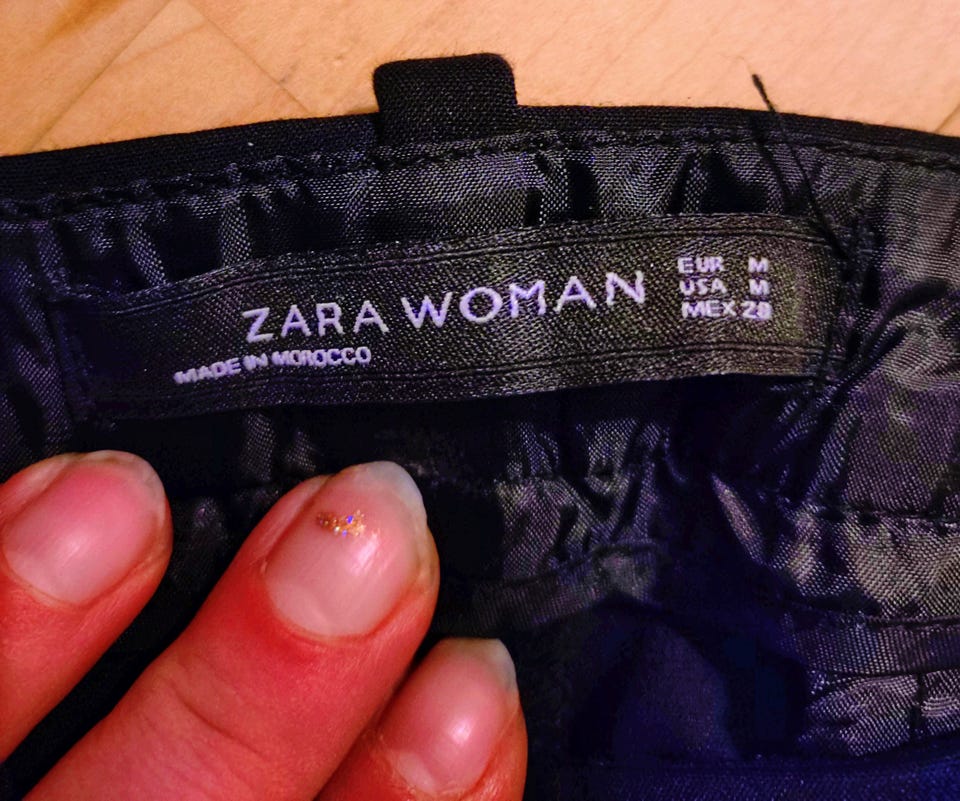 ZARA WOMAN
MADE IN MOROCCO
EUR M
USA M
MEX 28